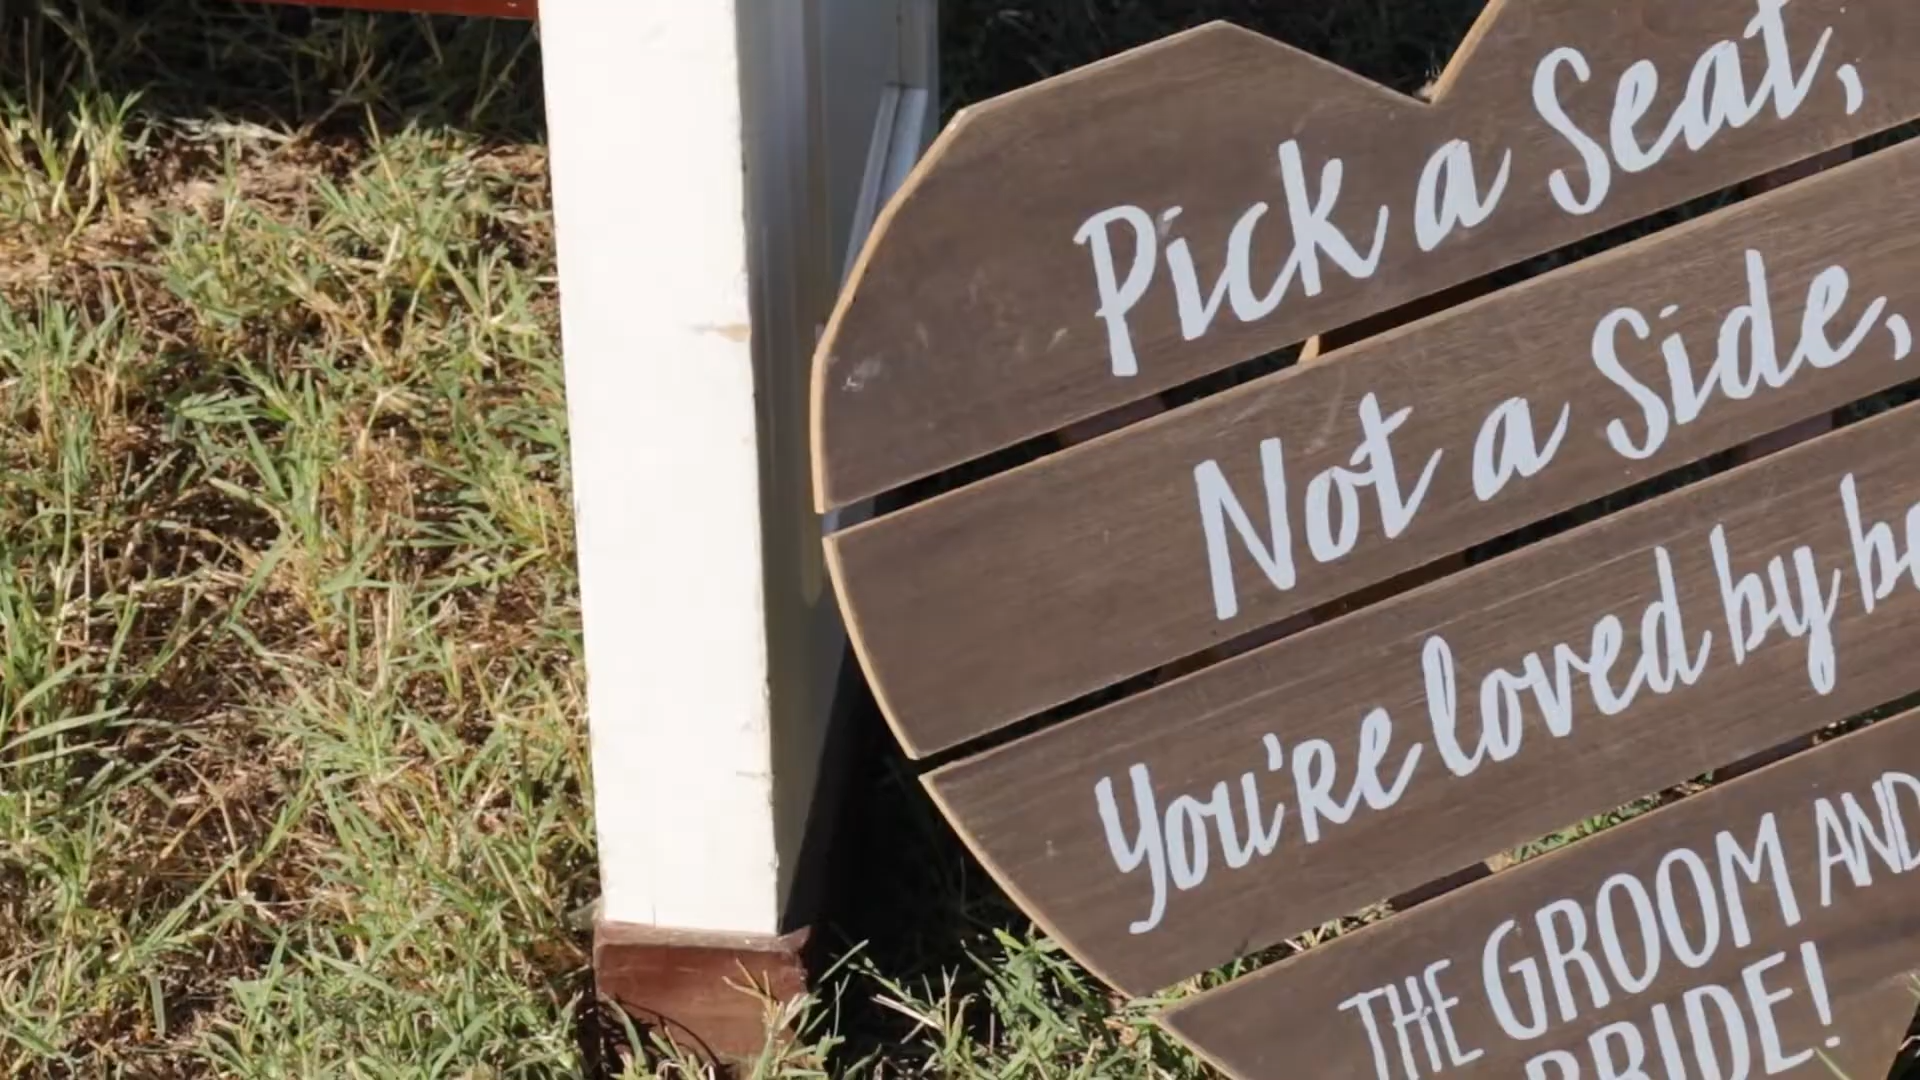 Pick a Seat,
Not a Side,
You're loved by
THE GROOM AND
BRIDE!